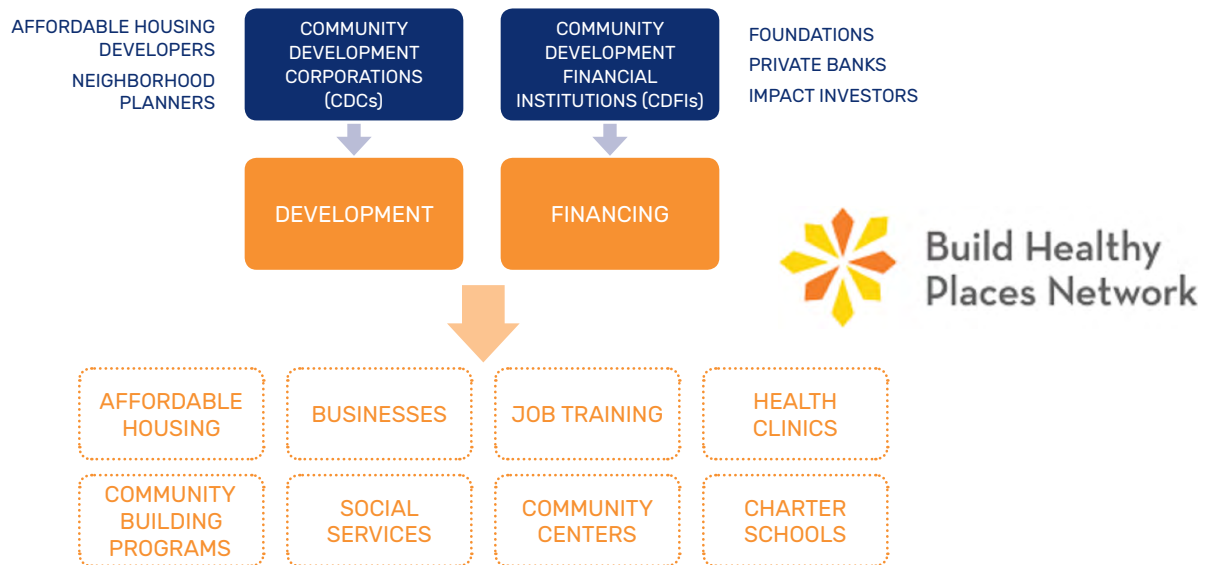 AFFORDABLE HOUSING
DEVELOPERS
NEIGHBORHOOD
PLANNERS
COMMUNITY
DEVELOPMENT
CORPORATIONS
(CDCs)
COMMUNITY
DEVELOPMENT
FINANCIAL
INSTITUTIONS (CDFIs)
FOUNDATIONS
PRIVATE BANKS
IMPACT INVESTORS
DEVELOPMENT
FINANCING
Build Healthy
Places Network
AFFORDABLE
HOUSING
BUSINESSES
JOB TRAINING
HEALTH
CLINICS
COMMUNITY
BUILDING
PROGRAMS
SOCIAL
SERVICES
COMMUNITY
CENTERS
CHARTER
SCHOOLS